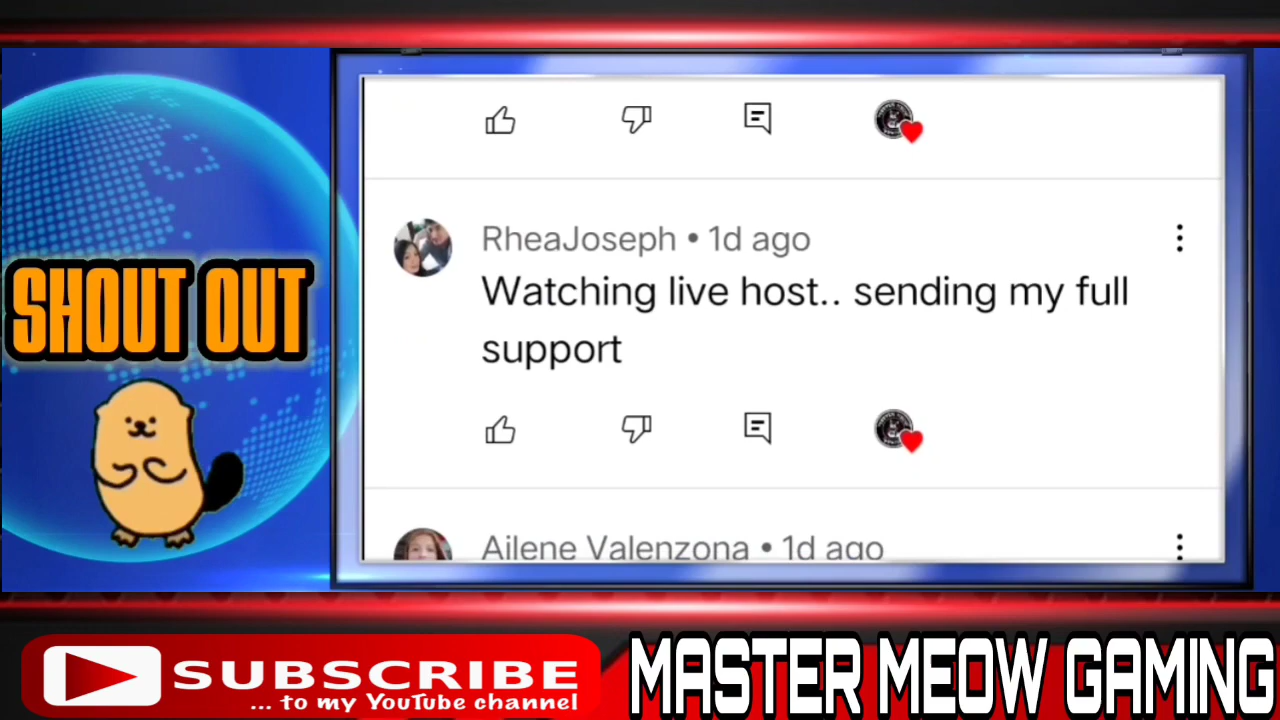 SHOUT OUT
RheaJoseph • 1d ago
Watching live host.. sending my full
support
Ailene Valenzona • 1d ago
SUBSCRIBE
... to my YouTube channel
MASTER MEOW GAMING